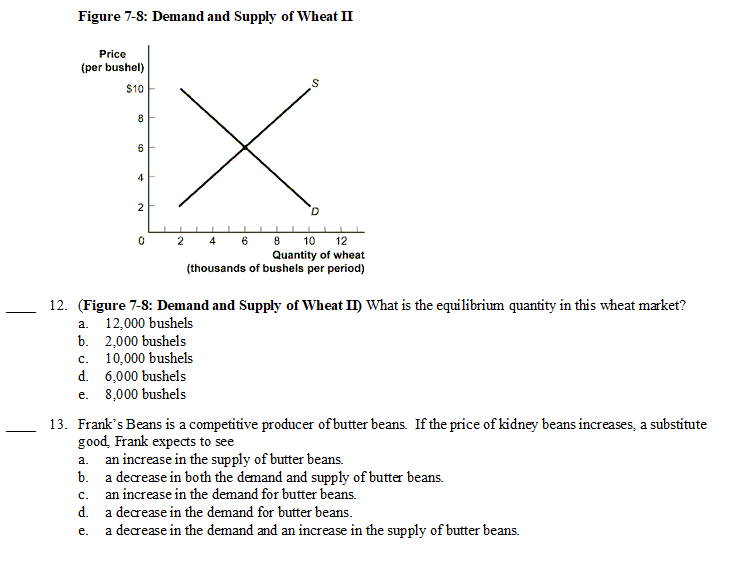 Figure 7-8: Demand and Supply of Wheat II
Price
(per bushel)
$10
S
8
6
4
2
D
0 2 4 6 8 10 12
Quantity of wheat
(thousands of bushels per period)
____ 12. (Figure 7-8: Demand and Supply of Wheat II) What is the equilibrium quantity in this wheat market?
a. 12,000 bushels
b. 2,000 bushels
c. 10,000 bushels
d. 6,000 bushels
e. 8,000 bushels
____ 13. Frank's Beans is a competitive producer of butter beans. If the price of kidney beans increases, a substitute
good, Frank expects to see
a. an increase in the supply of butter beans.
b. a decrease in both the demand and supply of butter beans.
c. an increase in the demand for butter beans.
d. a decrease in the demand for butter beans.
e. a decrease in the demand and an increase in the supply of butter beans.